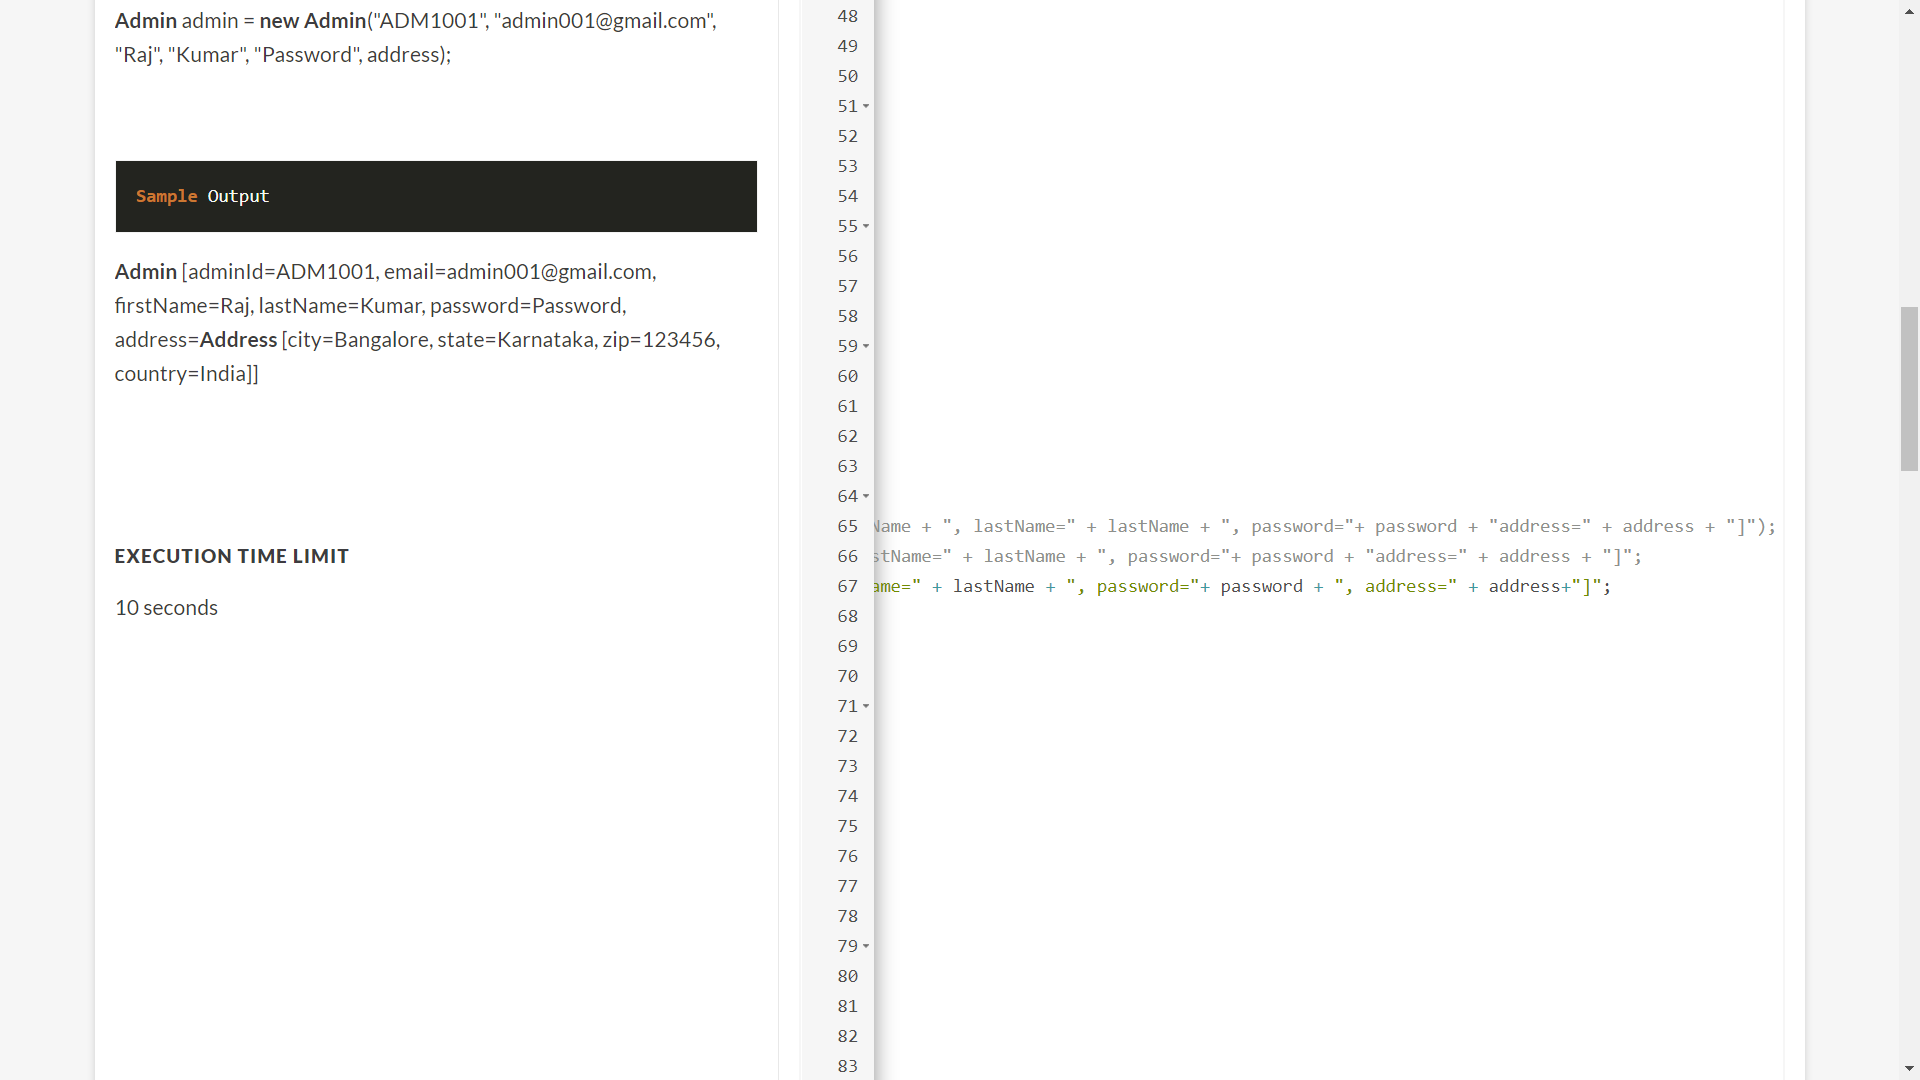 Admin admin = new Admin("ADM1001", "admin001@gmail.com",
"Raj", "Kumar", "Password", address);
Sample Output
Admin [adminId=ADM1001, email=admin001@gmail.com,
firstName=Raj, lastName=Kumar, password=Password,
address=Address [city=Bangalore, state=Karnataka, zip=123456,
country=India]]
EXECUTION TIME LIMIT
10 seconds
48
49
50
51
52
53
54
55
56
57
58
59
60
61
62
63
64
65 Name + ", lastName=" + lastName + ", password="+ password + "address=" + address + "]");
66 stName=" + lastName + ", password="+ password + "address=" + address + "]";
67 ame=" + lastName + ", password="+ password + ", address=" + address+"]";
68
69
70
71
72
73
74
75
76
77
78
79
80
81
82
83